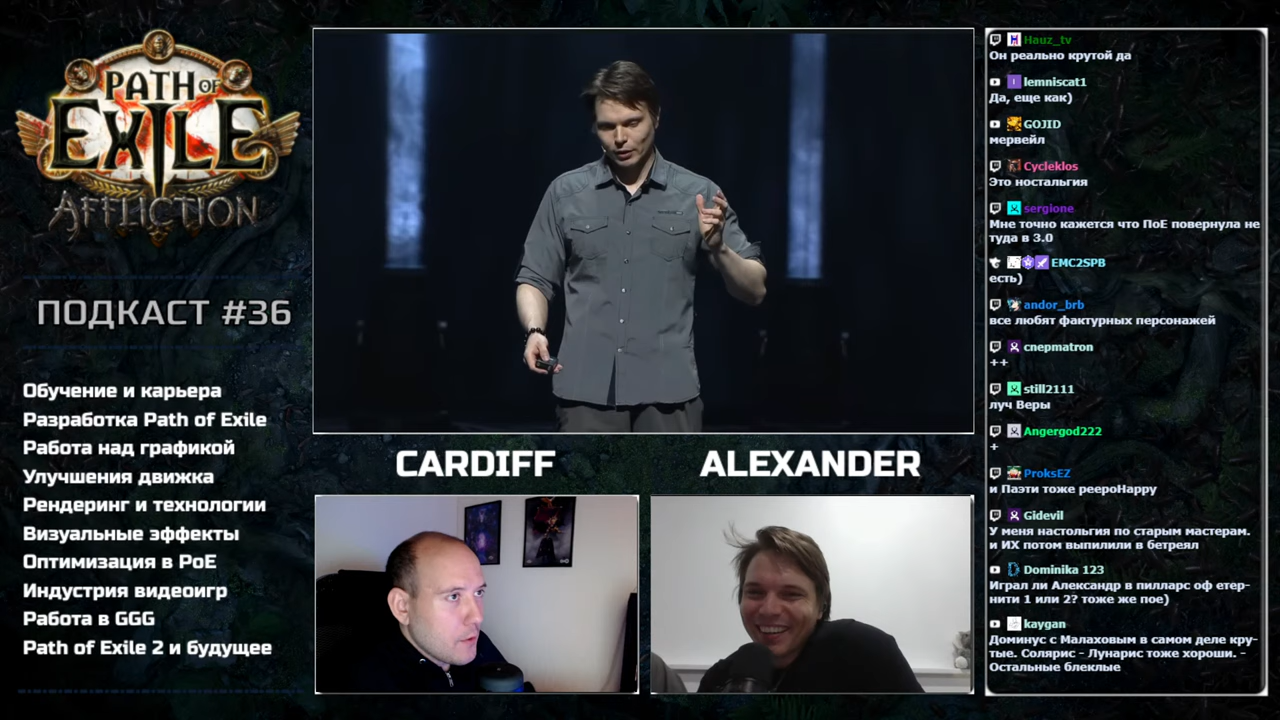 PATH OF
EXILE
AFFLICTION
ПОДКАСТ #36
Обучение и карьера
Разработка Path of Exile
Работа над графикой
Улучшения движка
Рендеринг и технологии
Визуальные эффекты
Оптимизация в PoE
Индустрия видеоигр
Работа в GGG
Path of Exile 2 и будущее
CARDIFF
ALEXANDER
Hauz_tv
Он реально крутой да
lemniscat1
Да, еще как)
GOJID
мервейл
Cycleklos
Это ностальгия
sergione
Мне точно кажется что ПоЕ повернула не
туда в 3.0
EMC2SPB
есть)
andor_brb
все любят фактурных персонажей
cnepmatron
++
still2111
луч Веры
Angergod222
+
ProksEZ
и Паэти тоже peepoHappy
Gidevil
У меня настольгия по старым мастерам.
и ИХ потом выпилили в бетреял
Dominika 123
Играл ли Александр в пилларс оф етер-
нити 1 или 2? тоже же пое)
kaygan
Доминус с Малаховым в самом деле кру-
тые. Солярис - Лунарис тоже хороши. -
Остальные блеклые